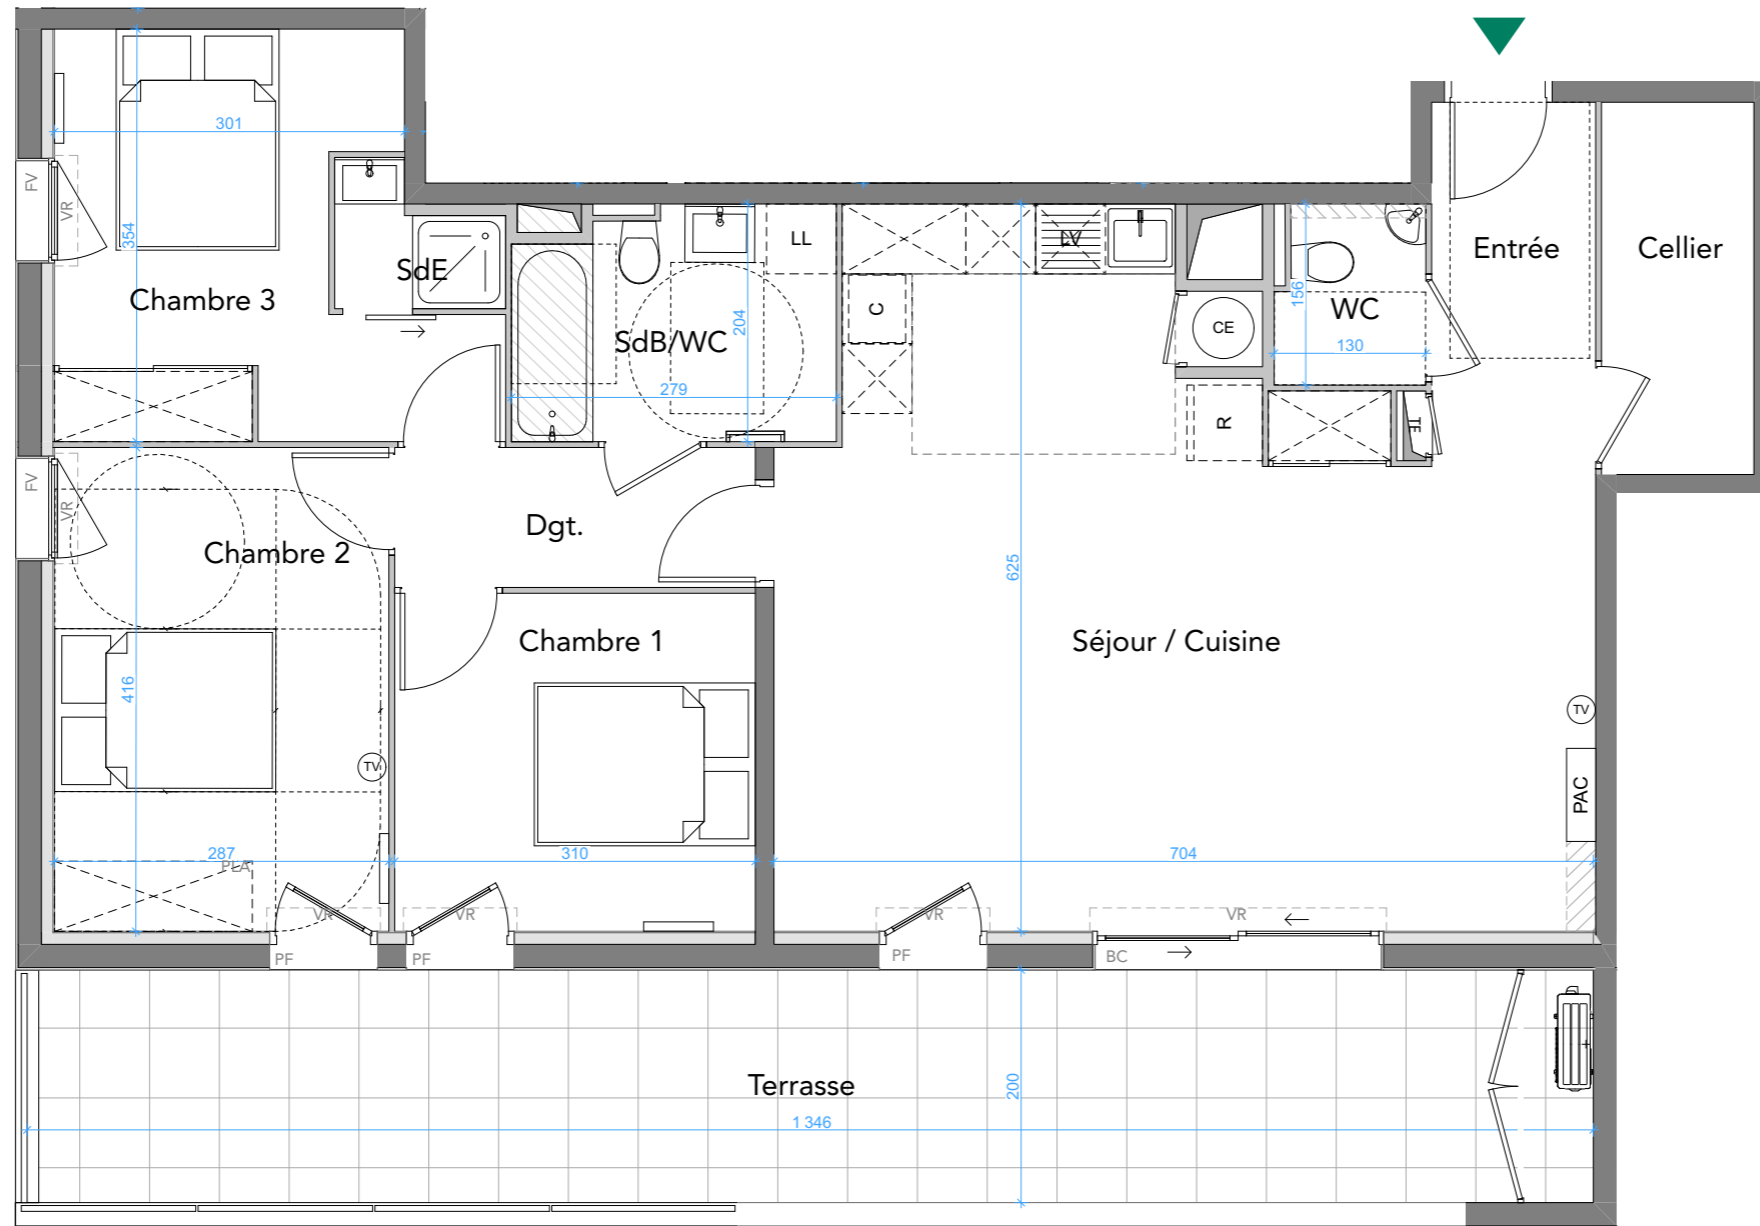 301
FV
VR
354
SdE
Chambre 3
LL
LV
C
SdB/WC
204
279
CE
R
156
WC
130
TE
Entrée
Cellier
FV
VR
Chambre 2
Dgt.
625
Chambre 1
Séjour / Cuisine
416
TV
TV
PAC
287
PLA
310
704
VR
VR
VR
VR
PF
PF
PF
BC
Terrasse
200
1 346